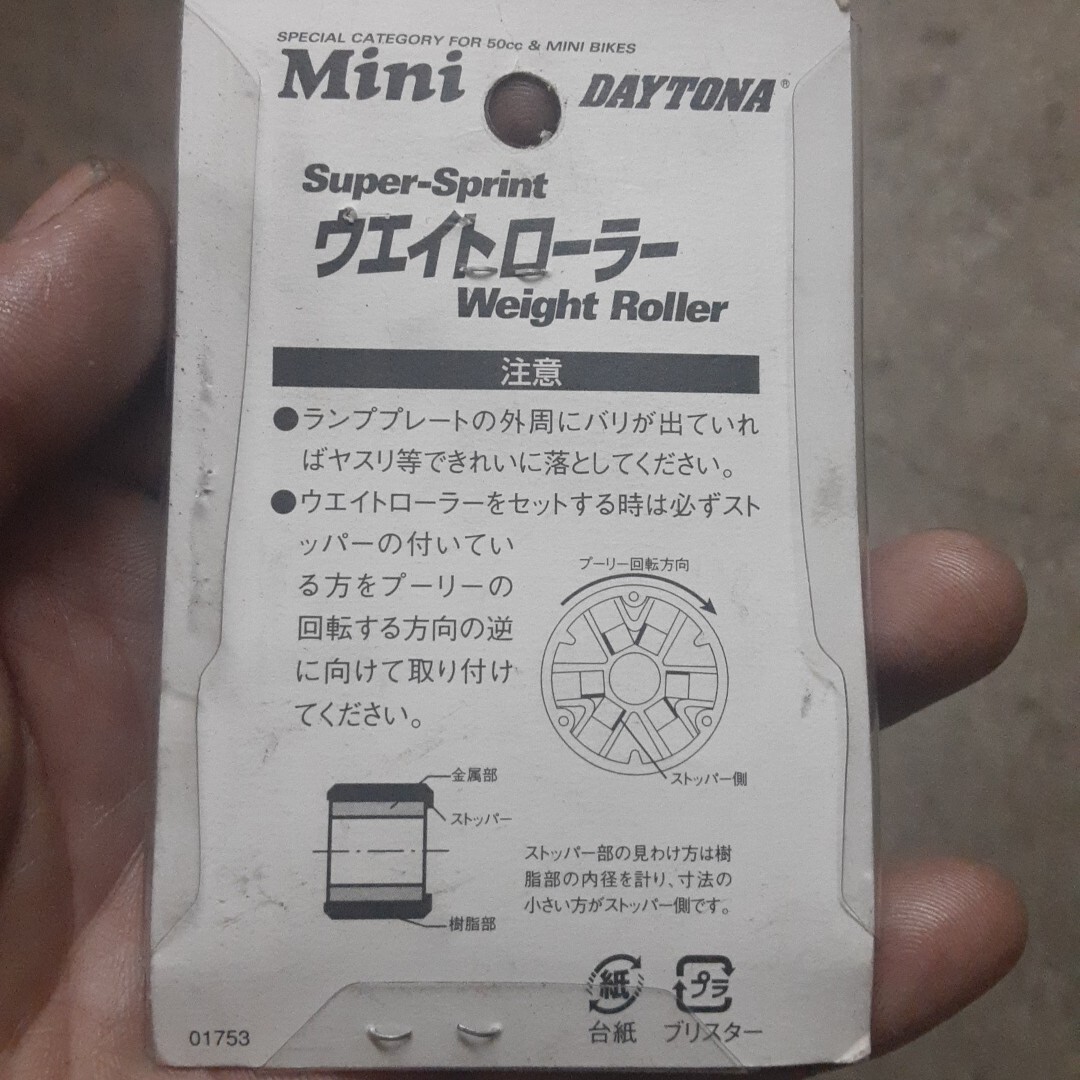 SPECIAL CATEGORY FOR 50cc & MINI BIKES
Mini DAYTONA®
Super-Sprint
ウエイトローラー
Weight Roller
注意
●ランププレートの外周にバリが出ていれ
ばヤスリ等できれいに落としてください。
●ウエイトローラーをセットする時は必ずスト
ッパーの付いてい
る方をプーリーの
回転する方向の逆
に向けて取り付け
てください。
プーリー回転方向
ストッパー側
金属部
ストッパー
樹脂部
ストッパー部の見わけ方は樹
脂部の内径を計り、寸法の
小さい方がストッパー側です。
紙
プラ
台紙 ブリスター
01753